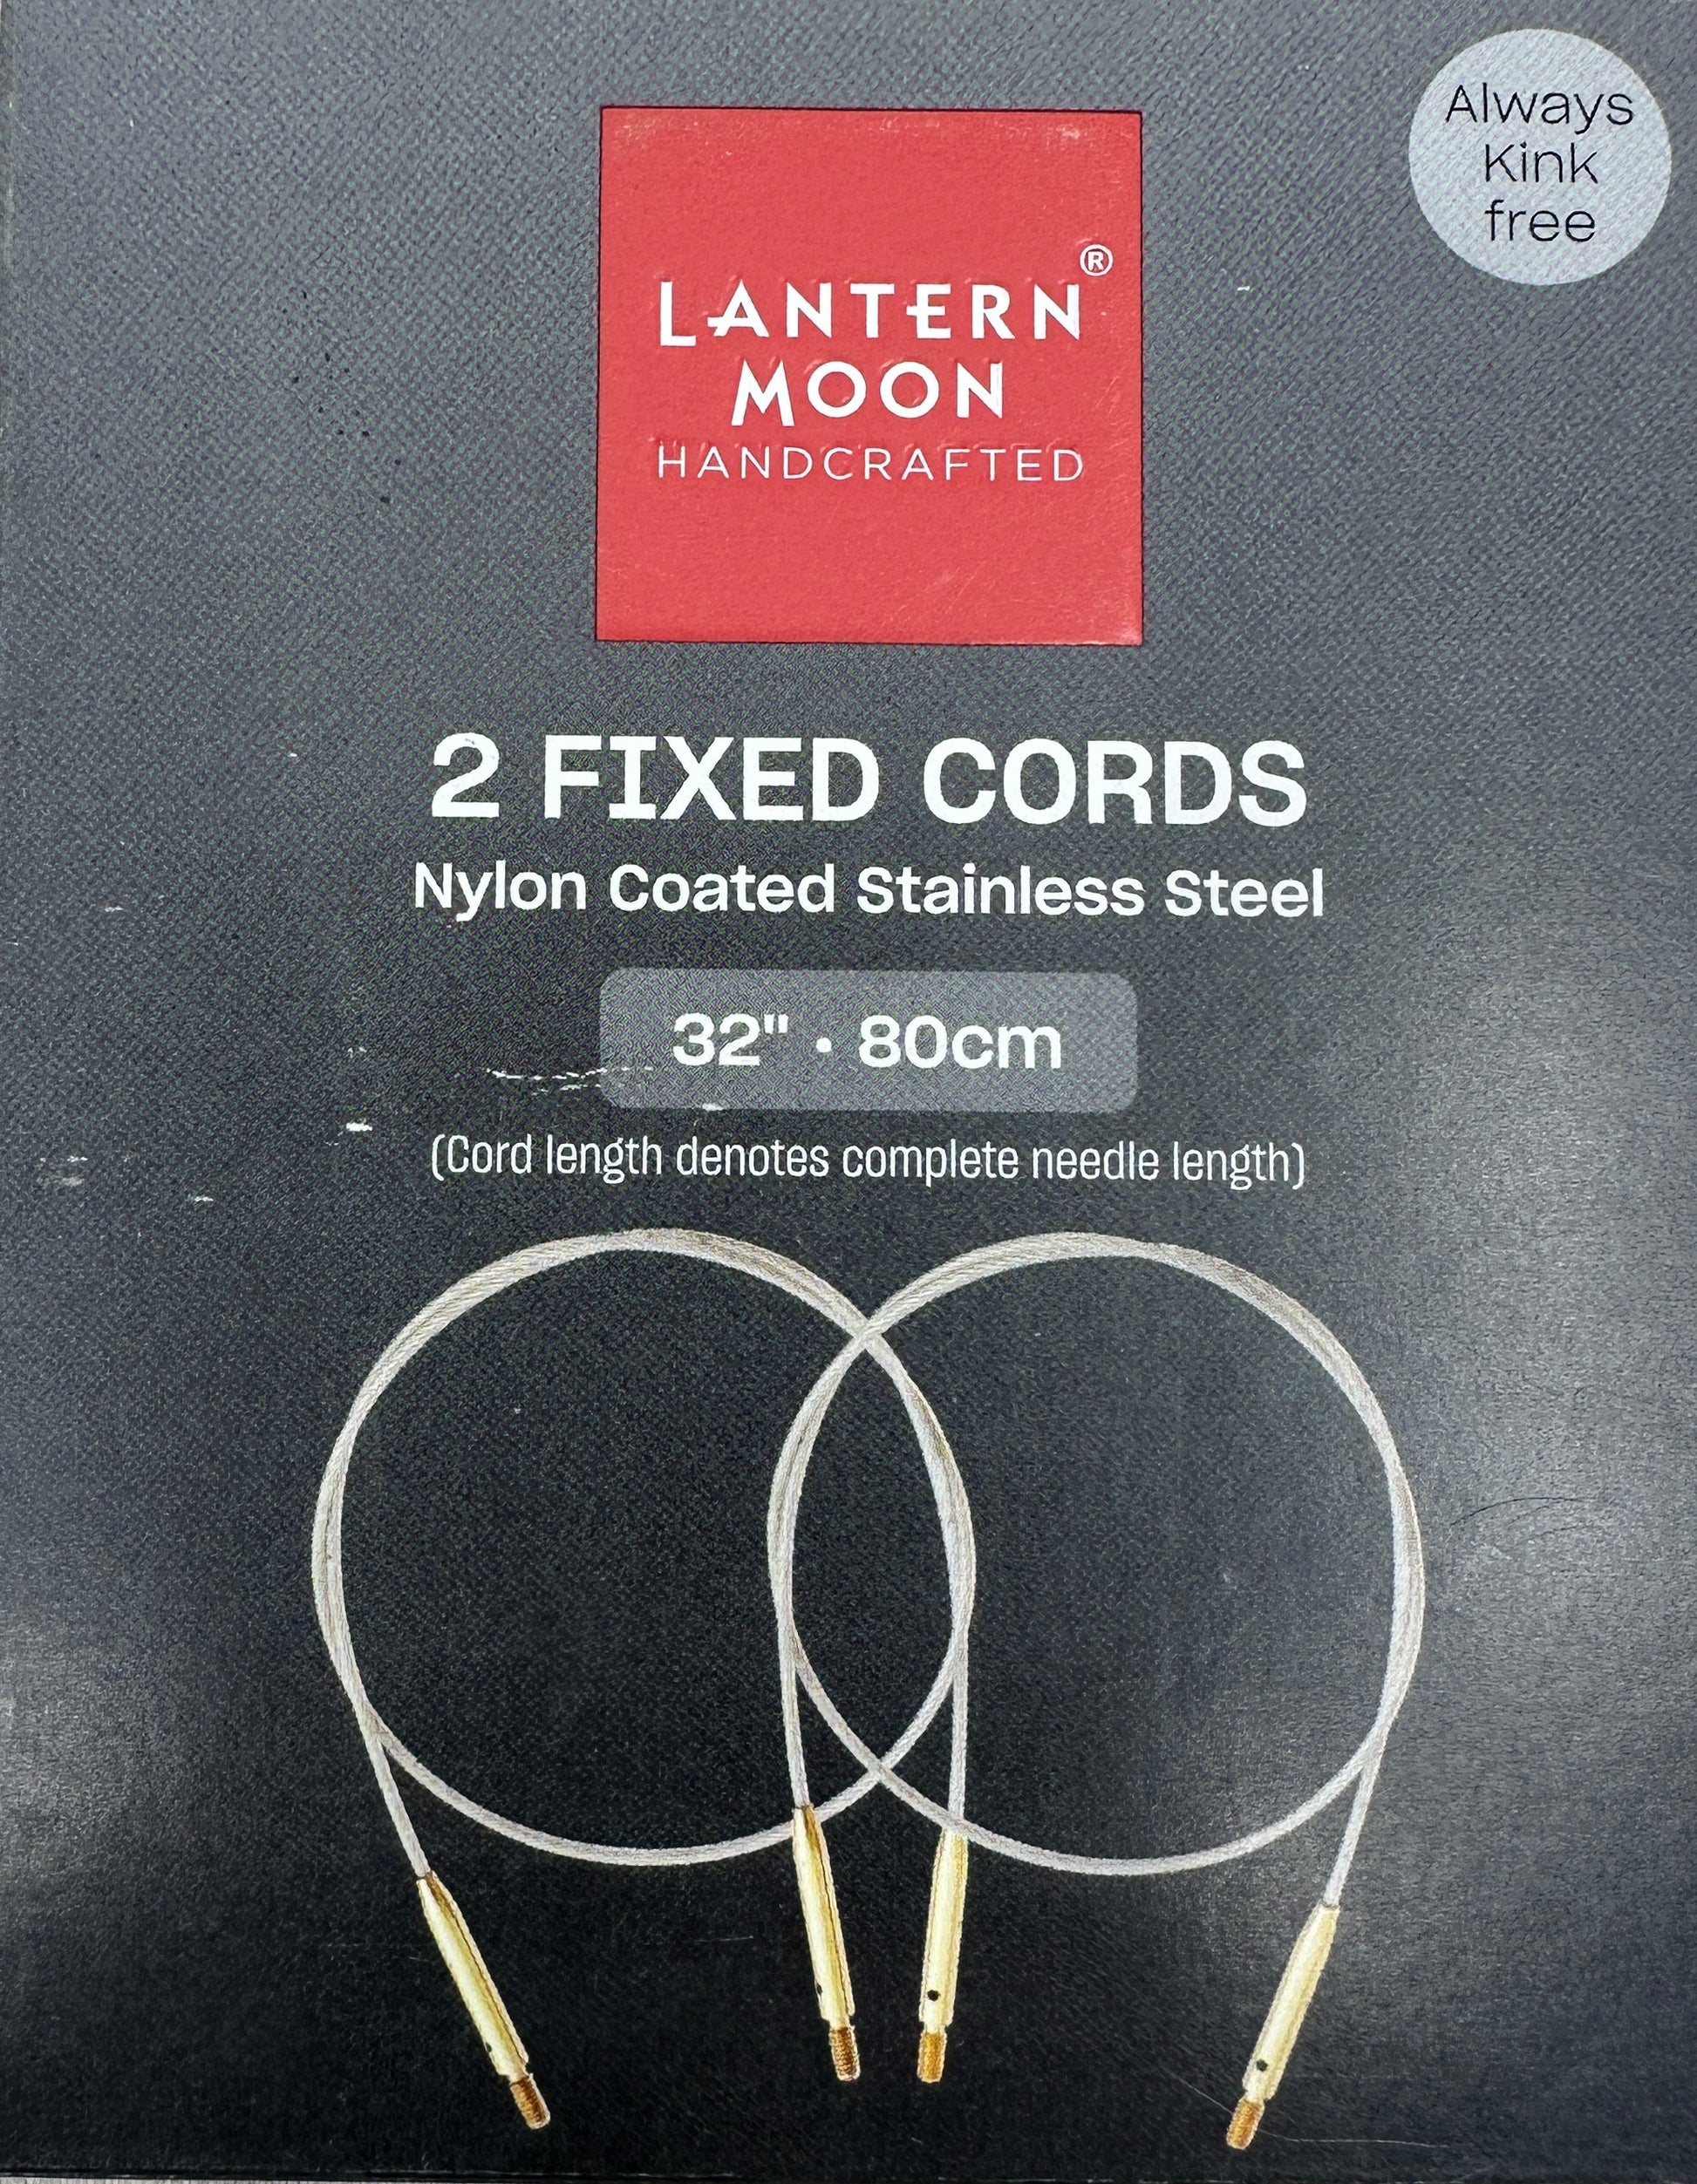 Always
Kink
free
LANTERN®
MOON
HANDCRAFTED
2 FIXED CORDS
Nylon Coated Stainless Steel
32" · 80cm
(Cord length denotes complete needle length)